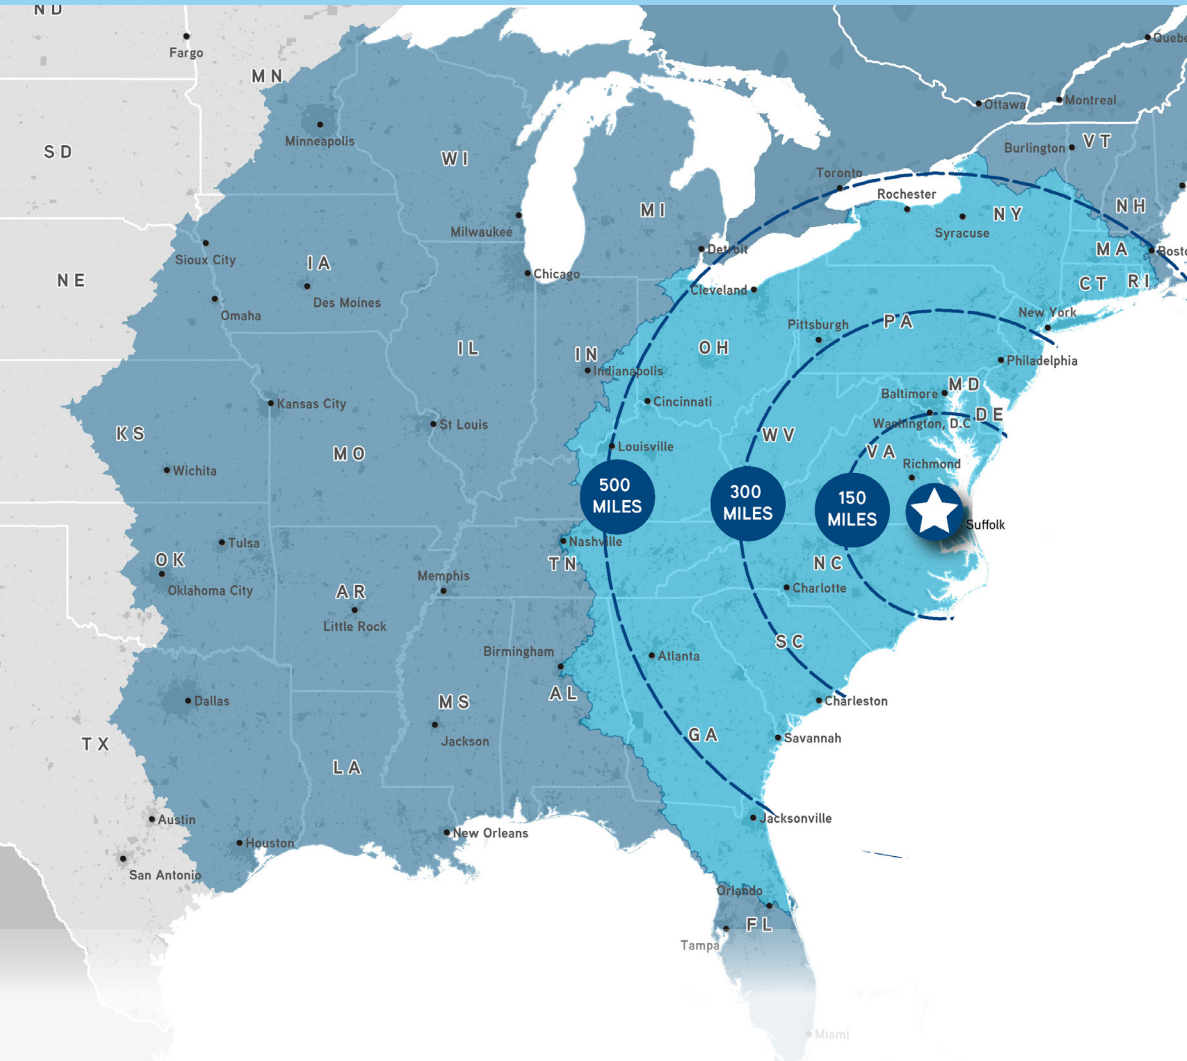 ND
Fargo
MN
Quebe
Ottawa
Montreal
Minneapolis
SD
WI
Burlington
VT
Toronto
Rochester
MI
NY
NH
Syracuse
Milwaukee
Detroit
MA
Bosto
Sioux City
IA
Chicago
NE
Des Moines
Cleveland
CT
RI
Omaha
New York
Pittsburgh
PA
IL
IN
OH
Indianapolis
Philadelphia
Kansas City
Cincinnati
Baltimore
MD
DE
St Louis
Washington, D.C
KS
WV
Louisville
MO
VA
Richmond
Wichita
500
MILES
300
MILES
150
MILES
Suffolk
Tulsa
Nashville
OK
TN
NC
Memphis
Oklahoma City
AR
Charlotte
Little Rock
SC
Birmingham
Atlanta
AL
Dallas
MS
Charleston
Jackson
GA
Savannah
TX
LA
Austin
Jacksonville
New Orleans
Houston
San Antonio
Orlando
FL
Tampa
Miami